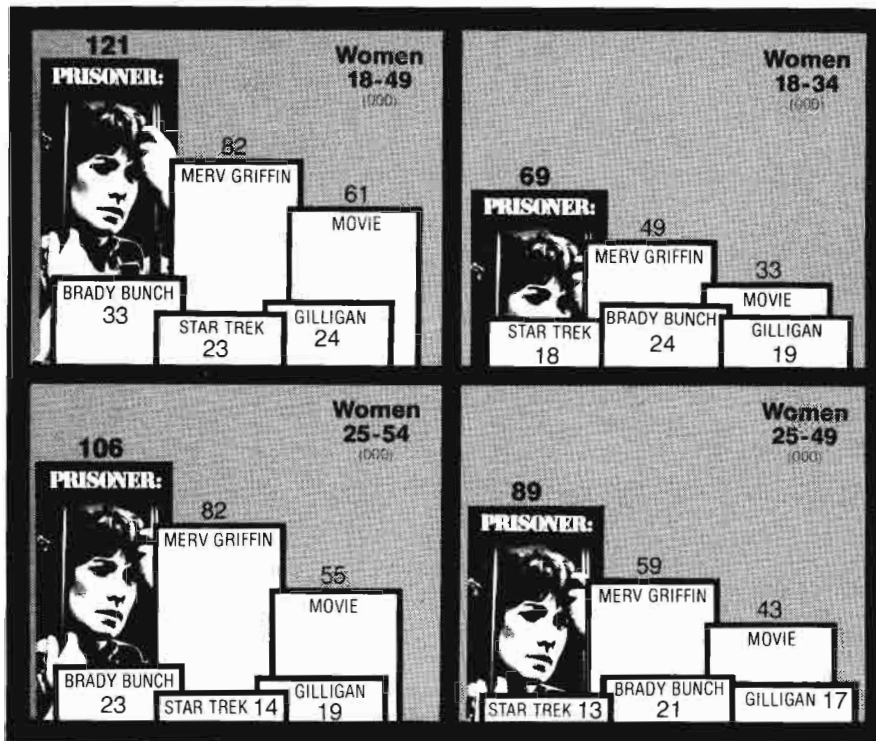 121
PRISONER:
Women
18-49
(000)
82
MERV GRIFFIN
61
MOVIE
BRADY BUNCH
33
STAR TREK
23
GILLIGAN
24
Women
18-34
(000)
69
PRISONER:
49
MERV GRIFFIN
33
MOVIE
STAR TREK
18
BRADY BUNCH
24
GILLIGAN
19
Women
25-54
(000)
106
PRISONER:
82
MERV GRIFFIN
55
MOVIE
BRADY BUNCH
23
STAR TREK 14
GILLIGAN
19
Women
25-49
(000)
89
PRISONER:
59
MERV GRIFFIN
43
MOVIE
STAR TREK 13
BRADY BUNCH
21
GILLIGAN 17